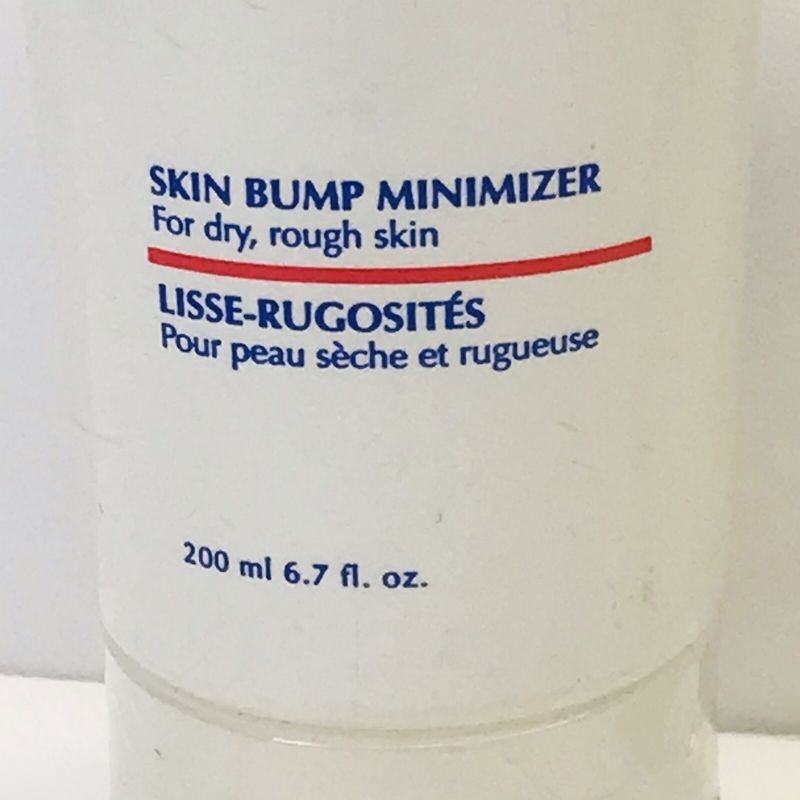 SKIN BUMP MINIMIZER
For dry, rough skin
LISSE-RUGOSITÉS
Pour peau sèche et rugueuse
200 ml 6.7 fl. oz.